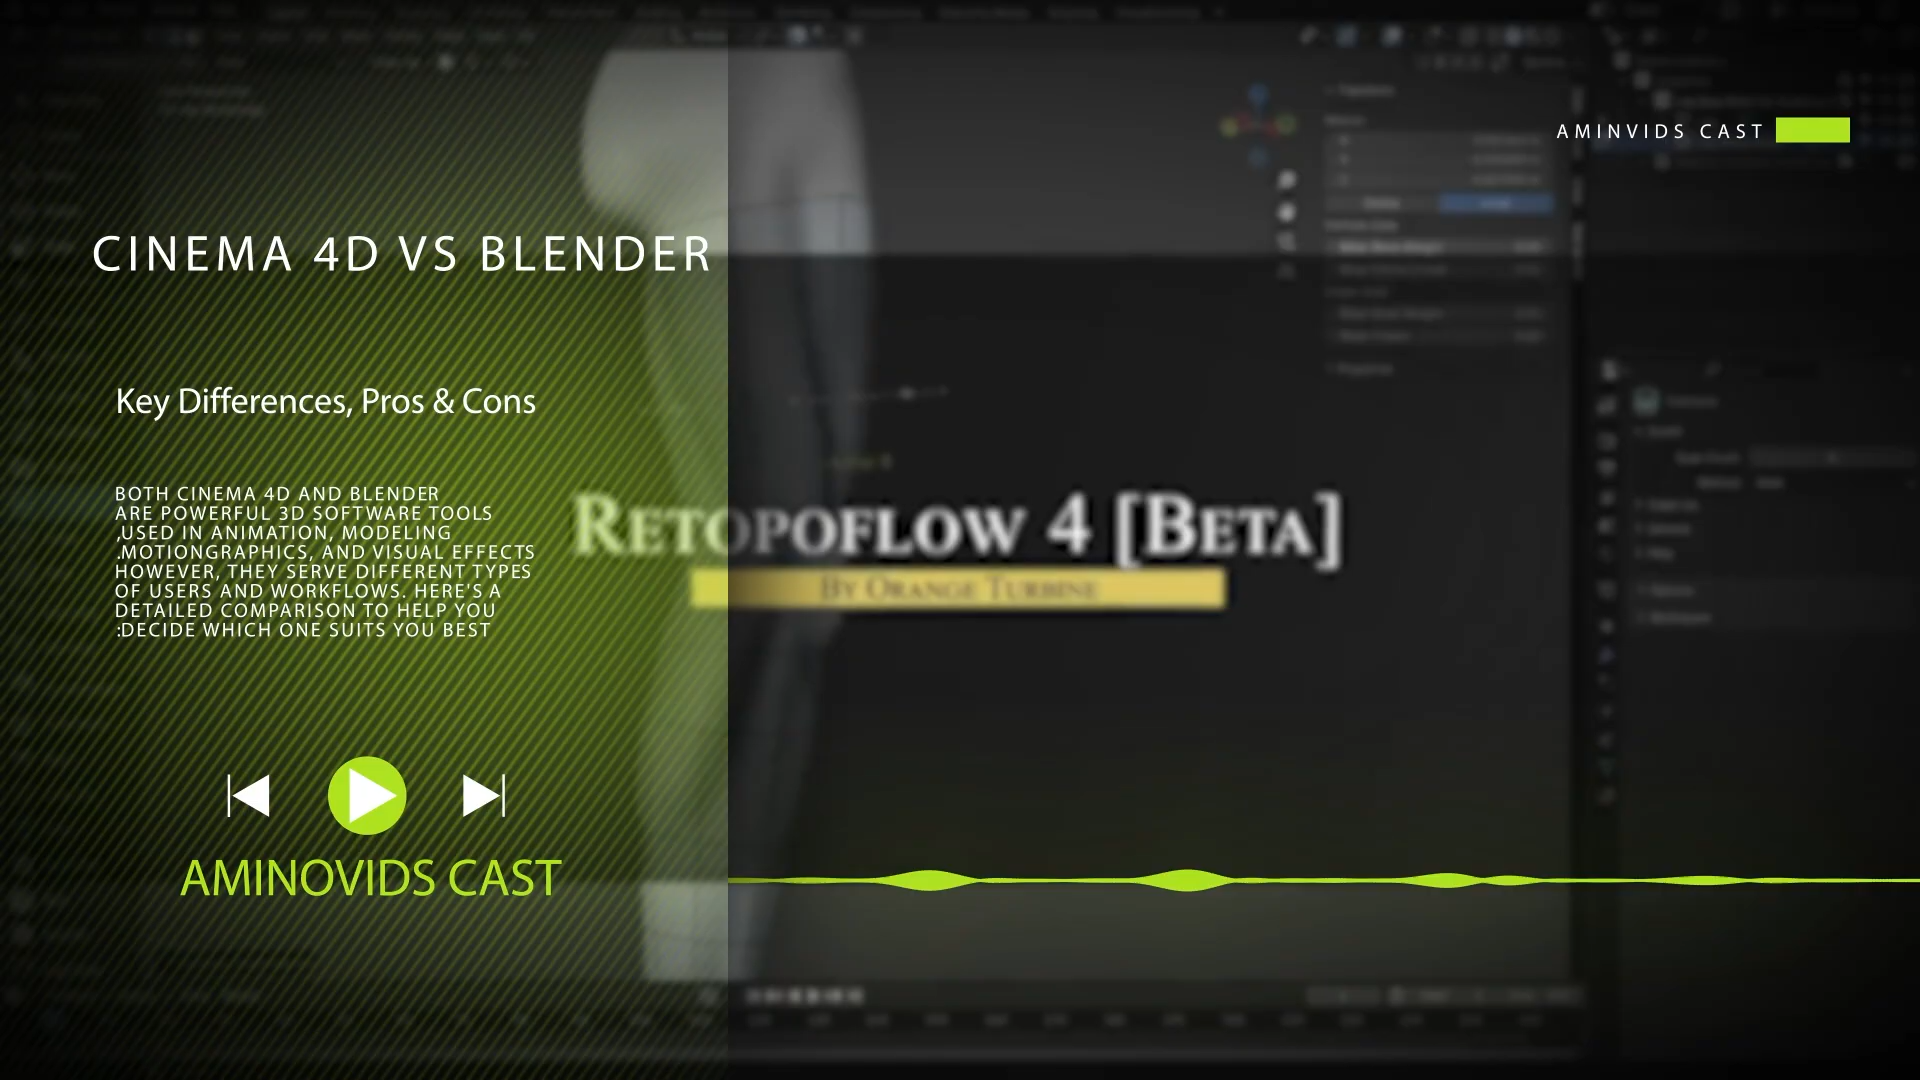 AMINVIDS CAST
CINEMA 4D VS BLENDER
Key Differences, Pros & Cons
BOTH CINEMA 4D AND BLENDER
ARE POWERFUL 3D SOFTWARE TOOLS
,USED IN ANIMATION, MODELING
.MOTIONGRAPHICS, AND VISUAL EFFECTS
HOWEVER, THEY SERVE DIFFERENT TYPES
OF USERS AND WORKFLOWS. HERE'S A
DETAILED COMPARISON TO HELP YOU
:DECIDE WHICH ONE SUITS YOU BEST
RETOPOFLOW 4 [BETA]
BY ORANGE TURBINE
AMINOVIDS CAST